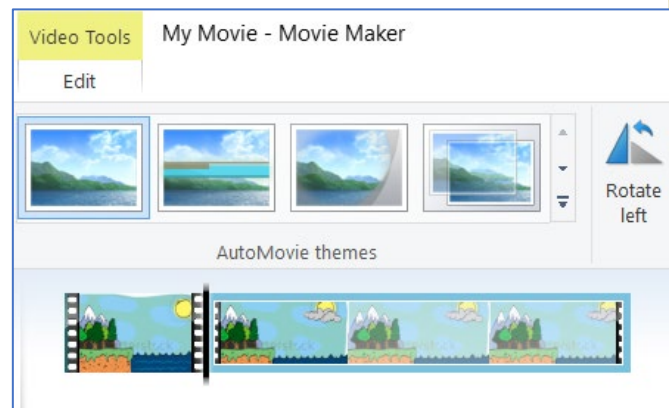 Video Tools
My Movie - Movie Maker
Edit
Rotate
left
AutoMovie themes